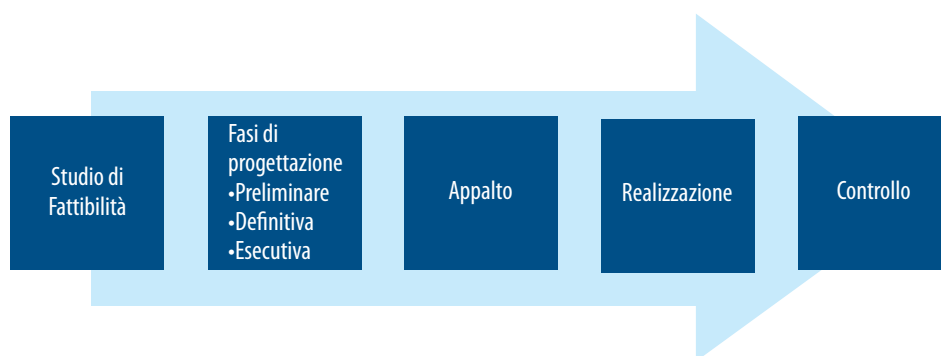 Studio di
Fattibilità
Fasi di
progettazione
•Preliminare
•Definitiva
•Esecutiva
Appalto
Realizzazione
Controllo